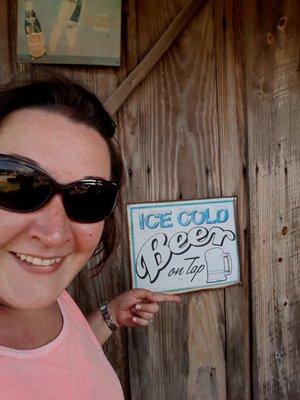 ICE COLD
Beer
on Tap